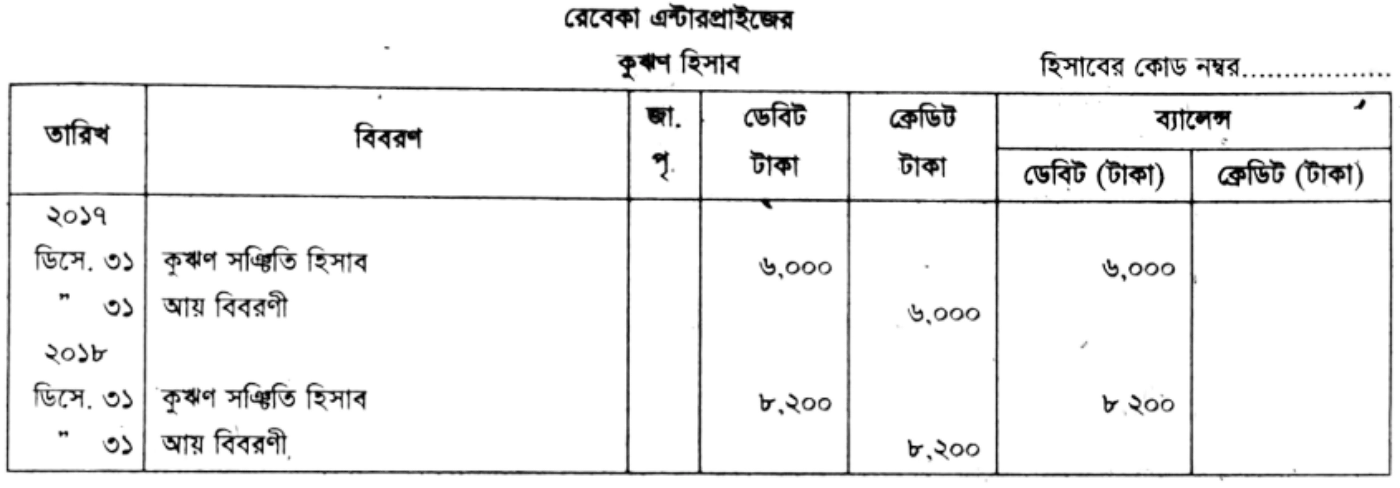 রেবেকা এন্টারপ্রাইজের
কুঋণ হিসাব হিসাবের কোড নম্বর..................
তারিখ বিবরণ জা. পৃ. ডেবিট টাকা ক্রেডিট টাকা ব্যালেন্স
ডেবিট (টাকা) ক্রেডিট (টাকা)
২০১৭
ডিসে. ৩১ কুঋণ সঞ্চিতি হিসাব ৬,০০০ ৬,০০০
" ৩১ আয় বিবরণী ৬,০০০
২০১৮
ডিসে. ৩১ কুঋণ সঞ্চিতি হিসাব ৮,২০০ ৮,২০০
" ৩১ আয় বিবরণী ৮,২০০